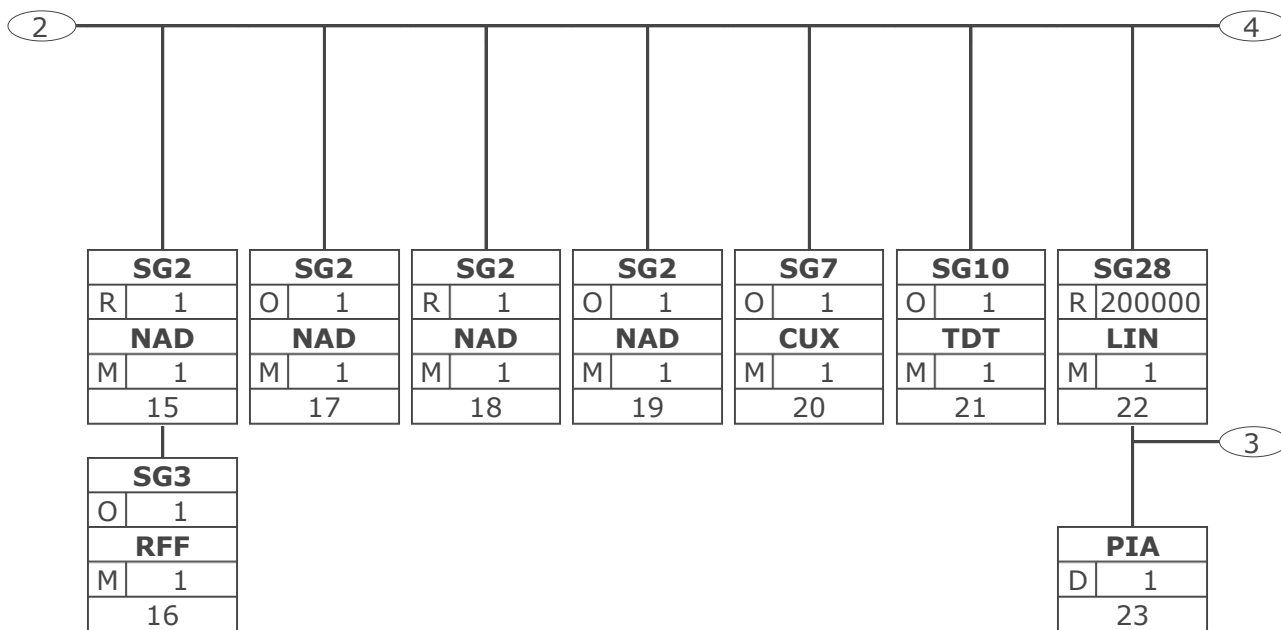 2 4
SG2 SG2 SG2 SG2 SG7 SG10 SG28
R 1 O 1 R 1 O 1 O 1 O 1 R 200000
NAD NAD NAD NAD CUX TDT LIN
M 1 M 1 M 1 M 1 M 1 M 1 M 1
15 17 18 19 20 21 22
3
SG3
O 1
RFF PIA
M 1 D 1
16 23